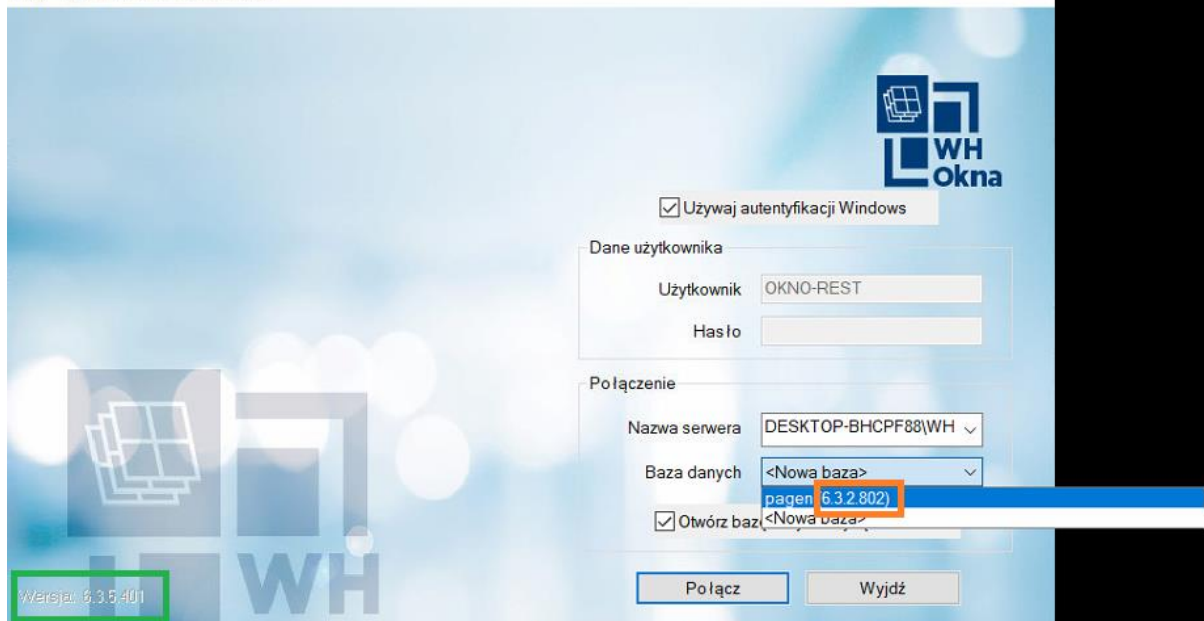 WH
Okna
Używaj autentyfikacji Windows
Dane użytkownika
Użytkownik OKNO-REST
Hasło
Połączenie
Nazwa serwera DESKTOP-BHCPF88\WH
Baza danych <Nowa baza>
pagen (6.3.2.802)
<Nowa baza>
Otwórz baz
Połącz Wyjdź
WH
Wersja: 6.3.5.401